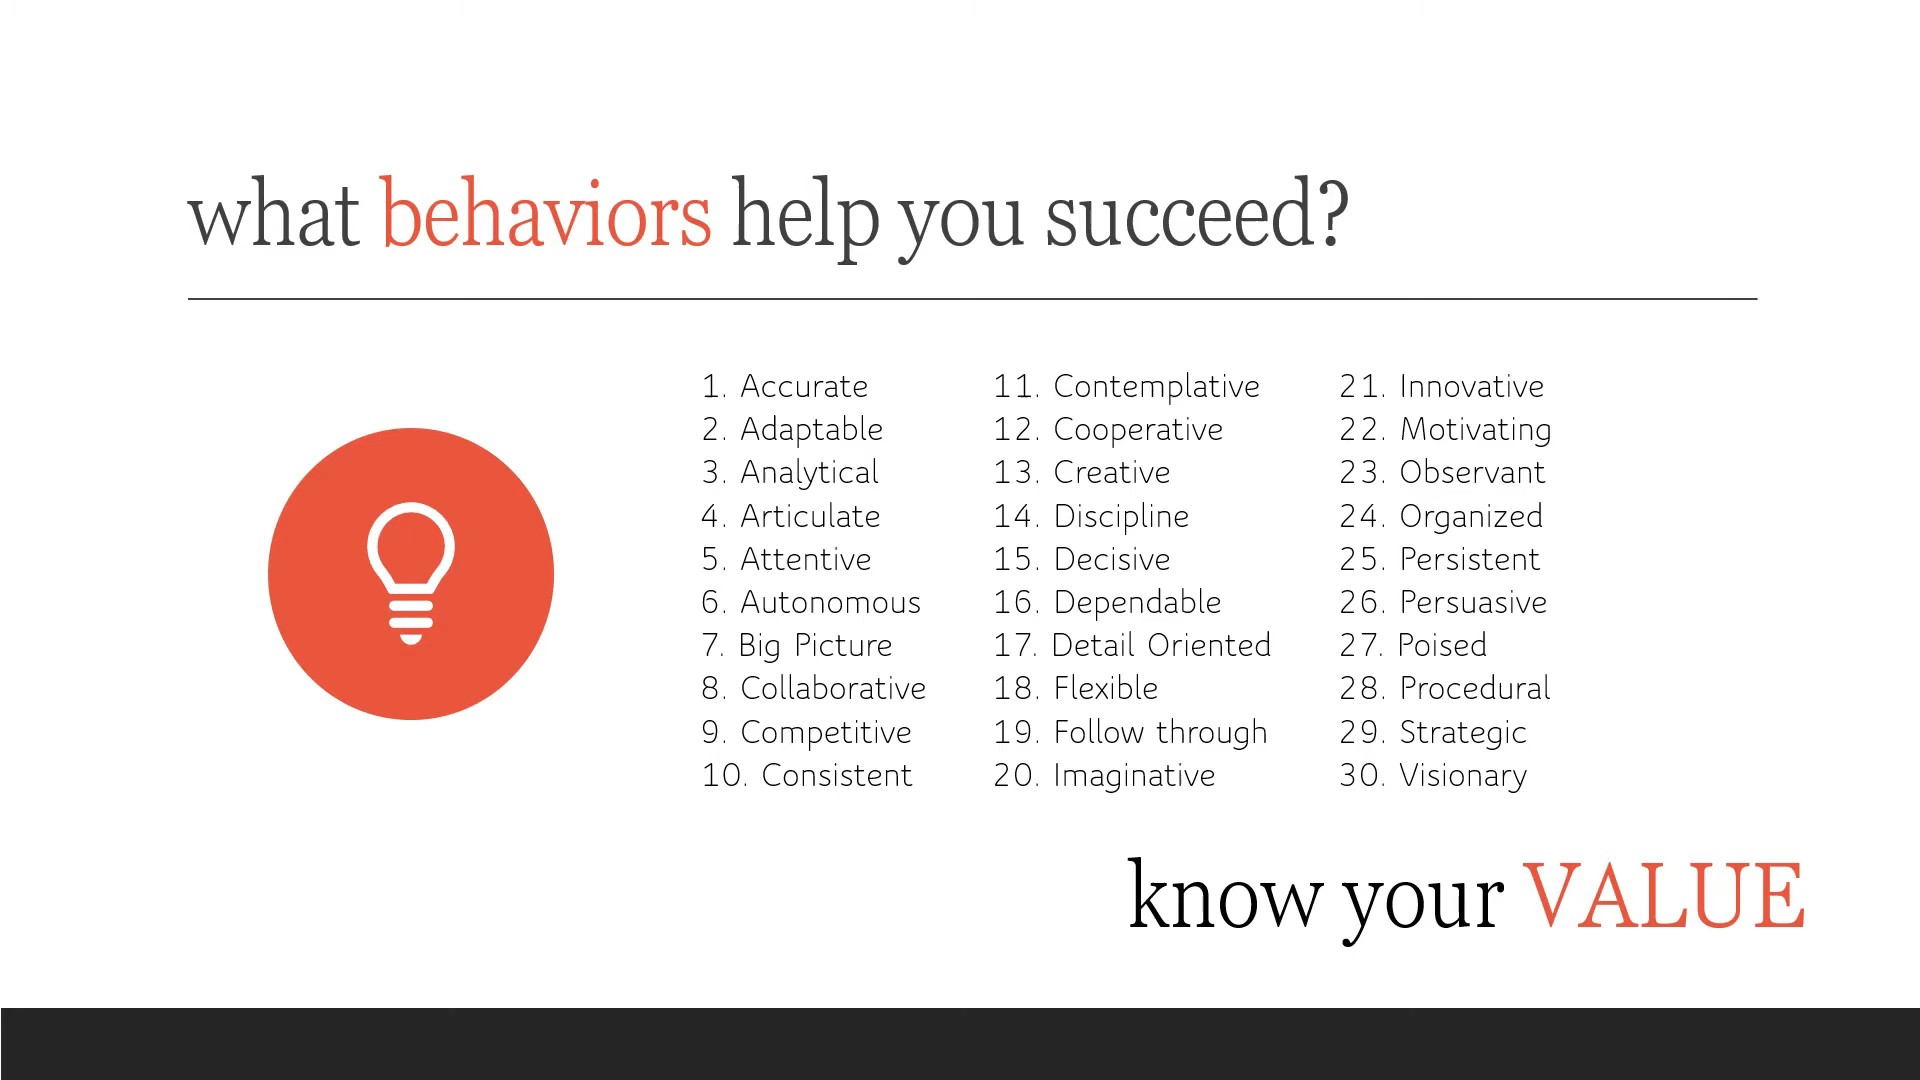 what behaviors help you succeed?
1. Accurate
2. Adaptable
3. Analytical
4. Articulate
5. Attentive
6. Autonomous
7. Big Picture
8. Collaborative
9. Competitive
10. Consistent
11. Contemplative
12. Cooperative
13. Creative
14. Discipline
15. Decisive
16. Dependable
17. Detail Oriented
18. Flexible
19. Follow through
20. Imaginative
21. Innovative
22. Motivating
23. Observant
24. Organized
25. Persistent
26. Persuasive
27. Poised
28. Procedural
29. Strategic
30. Visionary
know your VALUE